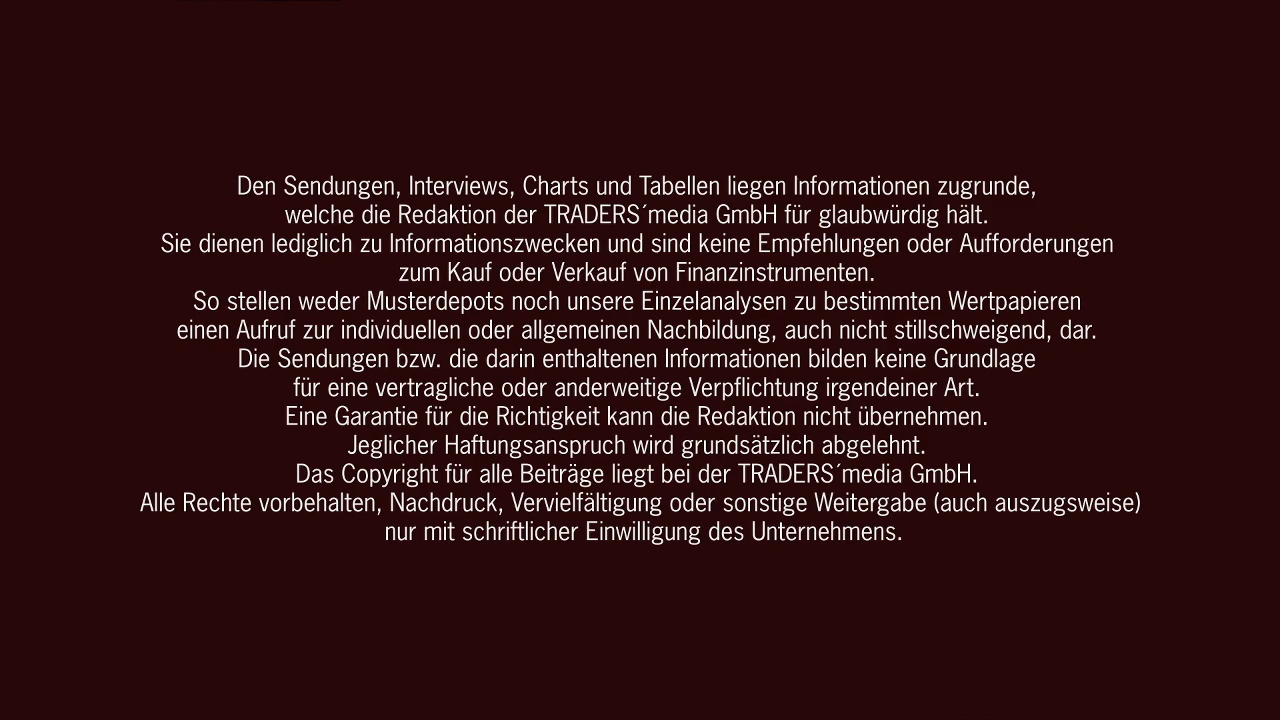 Den Sendungen, Interviews, Charts und Tabellen liegen Informationen zugrunde,
welche die Redaktion der TRADERS´media GmbH für glaubwürdig hält.
Sie dienen lediglich zu Informationszwecken und sind keine Empfehlungen oder Aufforderungen
zum Kauf oder Verkauf von Finanzinstrumenten.
So stellen weder Musterdepots noch unsere Einzelanalysen zu bestimmten Wertpapieren
einen Aufruf zur individuellen oder allgemeinen Nachbildung, auch nicht stillschweigend, dar.
Die Sendungen bzw. die darin enthaltenen Informationen bilden keine Grundlage
für eine vertragliche oder anderweitige Verpflichtung irgendeiner Art.
Eine Garantie für die Richtigkeit kann die Redaktion nicht übernehmen.
Jeglicher Haftungsanspruch wird grundsätzlich abgelehnt.
Das Copyright für alle Beiträge liegt bei der TRADERS´media GmbH.
Alle Rechte vorbehalten, Nachdruck, Vervielfältigung oder sonstige Weitergabe (auch auszugsweise)
nur mit schriftlicher Einwilligung des Unternehmens.